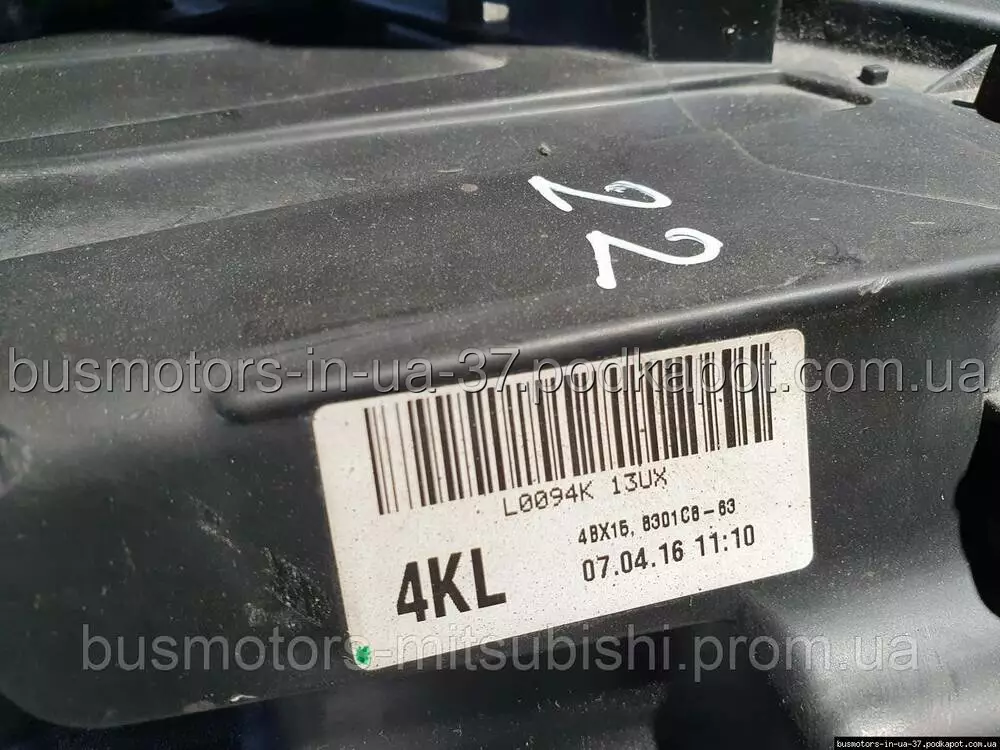 22
busmotors-in-ua-37.podkapot.com.ua
L0094K 13UX
4BX15, 8301C8-63
4KL
07.04.16 11:10
busmotors-mitsubishi.prom.ua
busmotors-in-ua-37.podkapot.com.ua